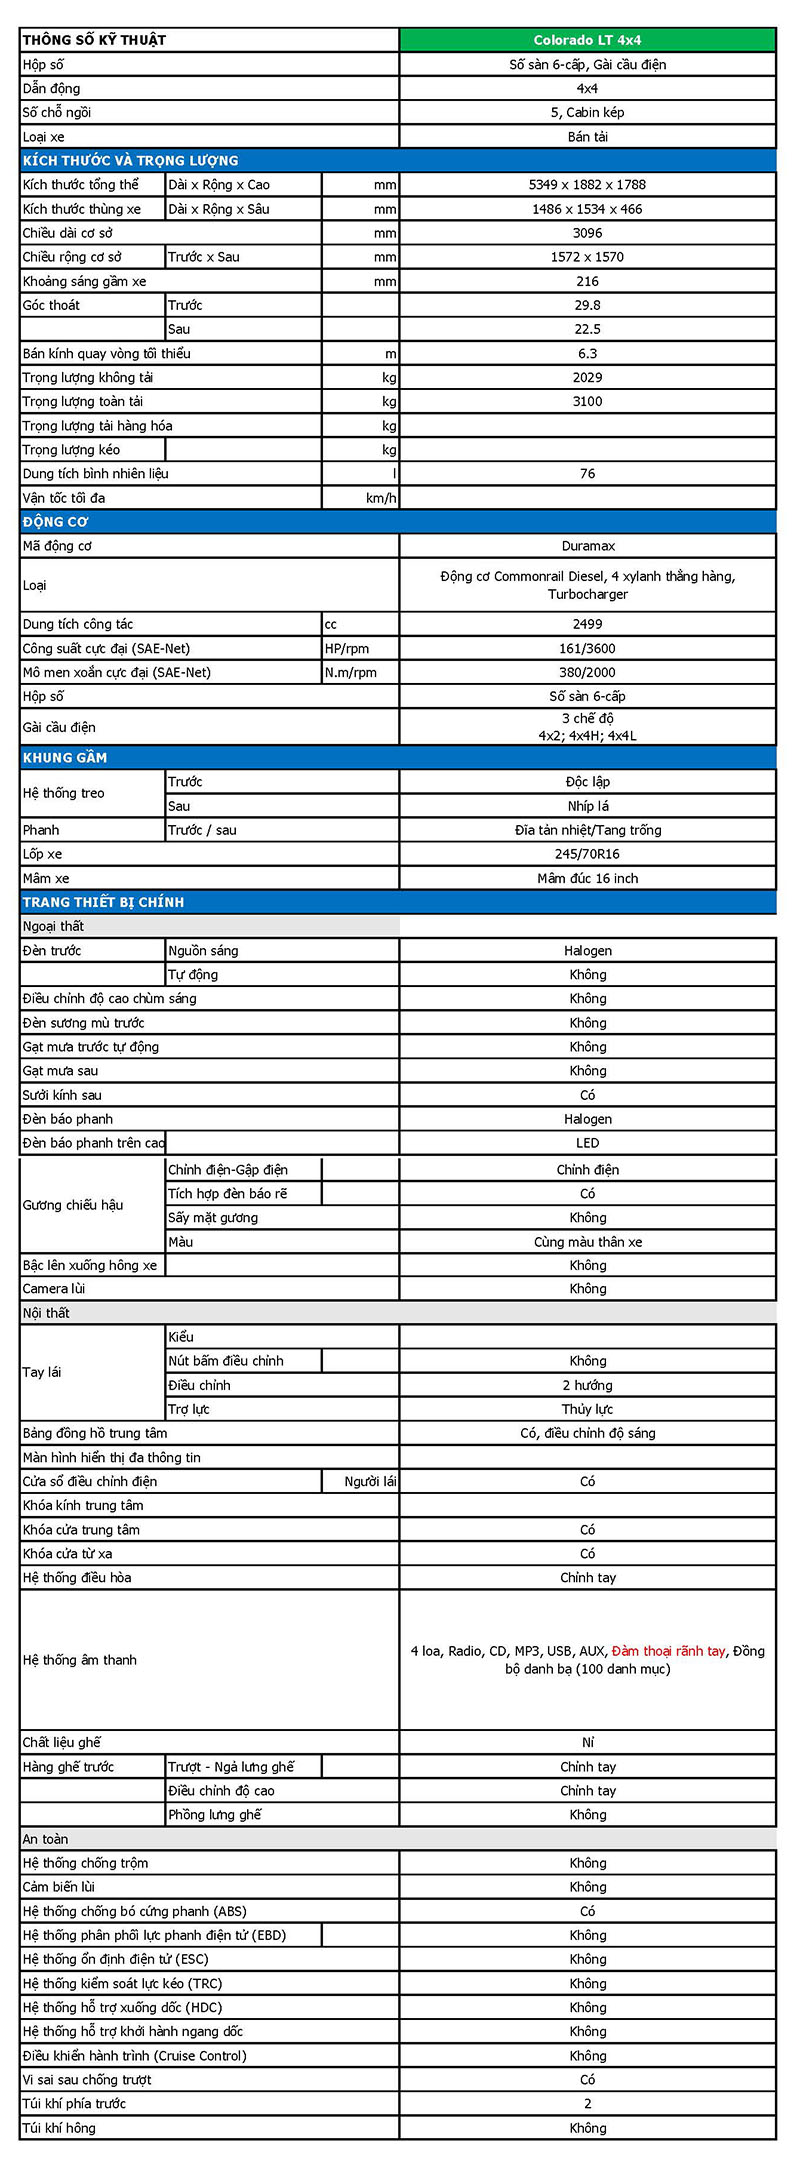 THÔNG SỐ KỸ THUẬT Colorado LT 4x4
Hộp số Số sàn 6-cấp, Gài cầu điện
Dẫn động 4x4
Số chỗ ngồi 5, Cabin kép
Loại xe Bán tải
KÍCH THƯỚC VÀ TRỌNG LƯỢNG
Kích thước tổng thể Dài x Rộng x Cao mm 5349 x 1882 x 1788
Kích thước thùng xe Dài x Rộng x Sâu mm 1486 x 1534 x 466
Chiều dài cơ sở mm 3096
Chiều rộng cơ sở Trước x Sau mm 1572 x 1570
Khoảng sáng gầm xe mm 216
Góc thoát Trước 29.8
Sau 22.5
Bán kính quay vòng tối thiểu m 6.3
Trọng lượng không tải kg 2029
Trọng lượng toàn tải kg 3100
Trọng lượng tải hàng hóa kg
Trọng lượng kéo kg
Dung tích bình nhiên liệu l 76
Vận tốc tối đa km/h
ĐỘNG CƠ
Mã động cơ Duramax
Loại Động cơ Commonrail Diesel, 4 xylanh thẳng hàng,
Turbocharger
Dung tích công tác cc 2499
Công suất cực đại (SAE-Net) HP/rpm 161/3600
Mô men xoắn cực đại (SAE-Net) N.m/rpm 380/2000
Hộp số Số sàn 6-cấp
Gài cầu điện 3 chế độ
4x2; 4x4H; 4x4L
KHUNG GẦM
Hệ thống treo Trước Độc lập
Sau Nhíp lá
Phanh Trước / sau Đĩa tản nhiệt/Tang trống
Lốp xe 245/70R16
Mâm xe Mâm đúc 16 inch
TRANG THIẾT BỊ CHÍNH
Ngoại thất
Đèn trước Nguồn sáng Halogen
Tự động Không
Điều chỉnh độ cao chùm sáng Không
Đèn sương mù trước Không
Gạt mưa trước tự động Không
Gạt mưa sau Không
Sưởi kính sau Có
Đèn báo phanh Halogen
Đèn báo phanh trên cao LED
Gương chiếu hậu Chỉnh điện-Gập điện Chỉnh điện
Tích hợp đèn báo rẽ Có
Sấy mặt gương Không
Màu Cùng màu thân xe
Bậc lên xuống hông xe Không
Camera lùi Không
Nội thất
Tay lái Kiểu
Nút bấm điều chỉnh Không
Điều chỉnh 2 hướng
Trợ lực Thủy lực
Bảng đồng hồ trung tâm Có, điều chỉnh độ sáng
Màn hình hiển thị đa thông tin
Cửa sổ điều chỉnh điện Người lái Có
Khóa kính trung tâm
Khóa cửa trung tâm Có
Khóa cửa từ xa Có
Hệ thống điều hòa Chỉnh tay
Hệ thống âm thanh 4 loa, Radio, CD, MP3, USB, AUX, Đàm thoại rãnh tay, Đồng
bộ danh bạ (100 danh mục)
Chất liệu ghế Nỉ
Hàng ghế trước Trượt - Ngả lưng ghế Chỉnh tay
Điều chỉnh độ cao Chỉnh tay
Phồng lưng ghế Không
An toàn
Hệ thống chống trộm Không
Cảm biến lùi Không
Hệ thống chống bó cứng phanh (ABS) Có
Hệ thống phân phối lực phanh điện tử (EBD) Không
Hệ thống ổn định điện tử (ESC) Không
Hệ thống kiểm soát lực kéo (TRC) Không
Hệ thống hỗ trợ xuống dốc (HDC) Không
Hệ thống hỗ trợ khởi hành ngang dốc Không
Điều khiển hành trình (Cruise Control) Không
Vi sai sau chống trượt Có
Túi khí phía trước 2
Túi khí hông Không